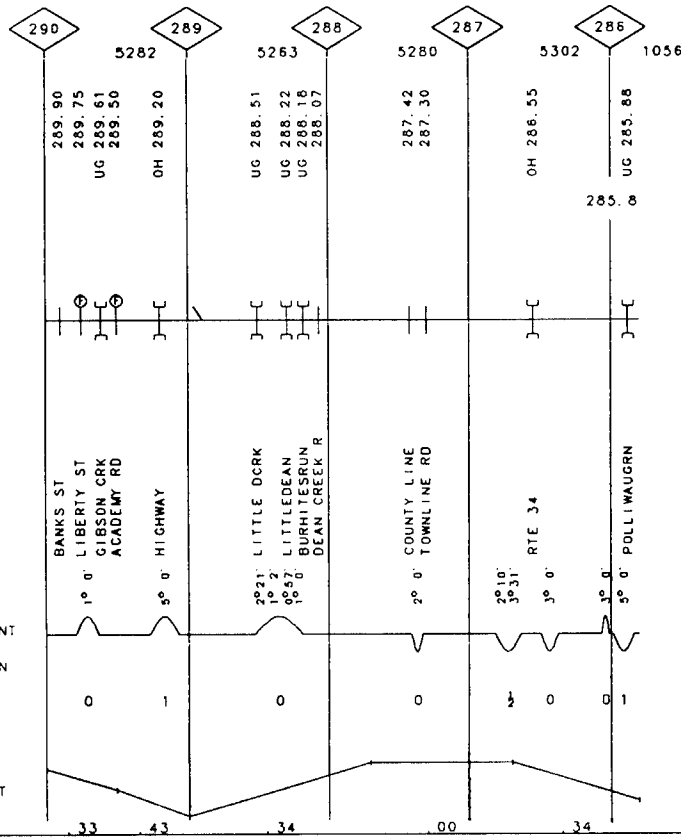 290 289 288 287 286
5282 5263 5280 5302 1056
289.90
289.75
UG 289.61
289.50
OH 289.20
UG 288.51
UG 288.22
UG 288.18
288.07
287.42
287.30
OH 286.55
UG 285.88
285.8
P P
BANKS ST
1° 0' LIBERTY ST
GIBSON CRK
ACADEMY RD
5° 0' HIGHWAY
2°21' LITTLE DCRK
1° 2' LITTLEDEAN
0°57' BURHITESRUN
1° 0' DEAN CREEK R
2° 0' COUNTY LINE
TOWNLINE RD
2°10'
3°31' RTE 34
3° 0'
3° 0'
5° 0' POLLIWAUGRN
NT
N
0 1 0 0 ½ 0 0 1
T
.33 .43 .34 .00 .34